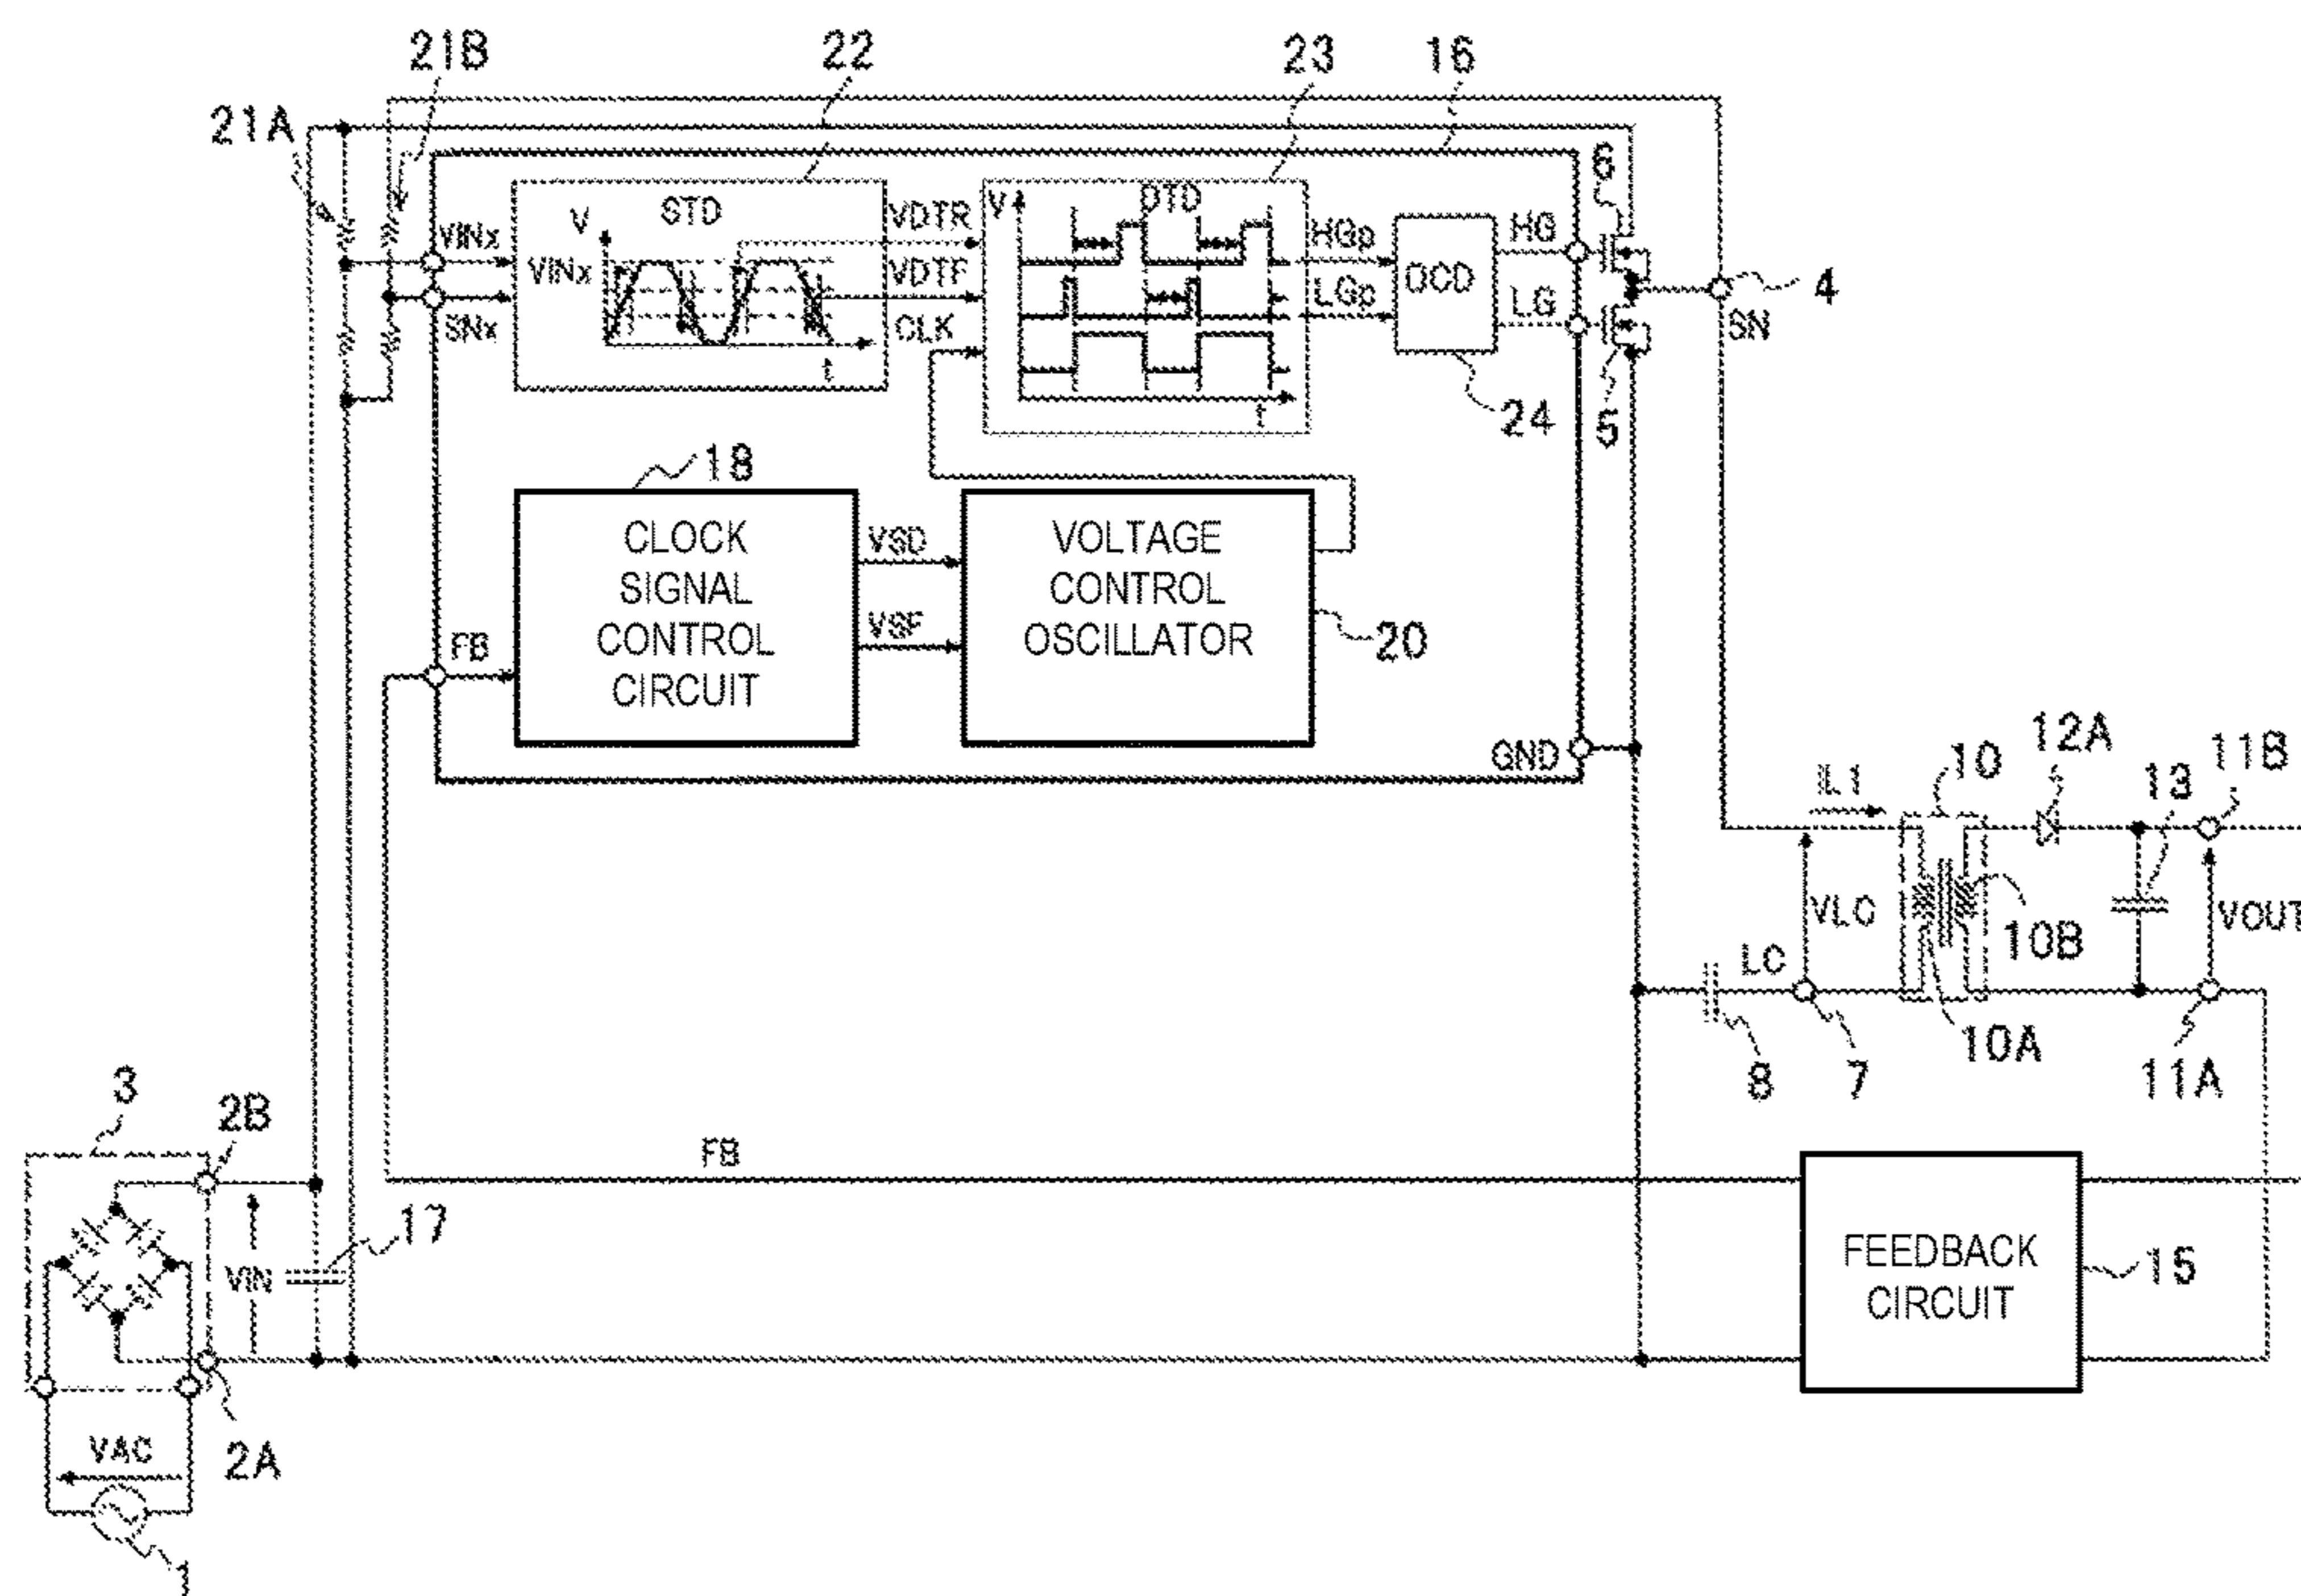 21B
22
23
16
21A
6
VINx
STD
V
VINx
t
SNx
VDTR
VDTF
CLK
V
DTD
t
HGp
LGp
24
HG
LG
5
4
SN
18
CLOCK
SIGNAL
CONTROL
CIRCUIT
VSD
VSF
VOLTAGE
CONTROL
OSCILLATOR
20
FB
GND
IL1
10
12A
13
11B
VLC
10B
VOUT
LC
8
7
10A
11A
3
2B
FB
17
VIN
FEEDBACK
CIRCUIT
15
VAC
2A
1